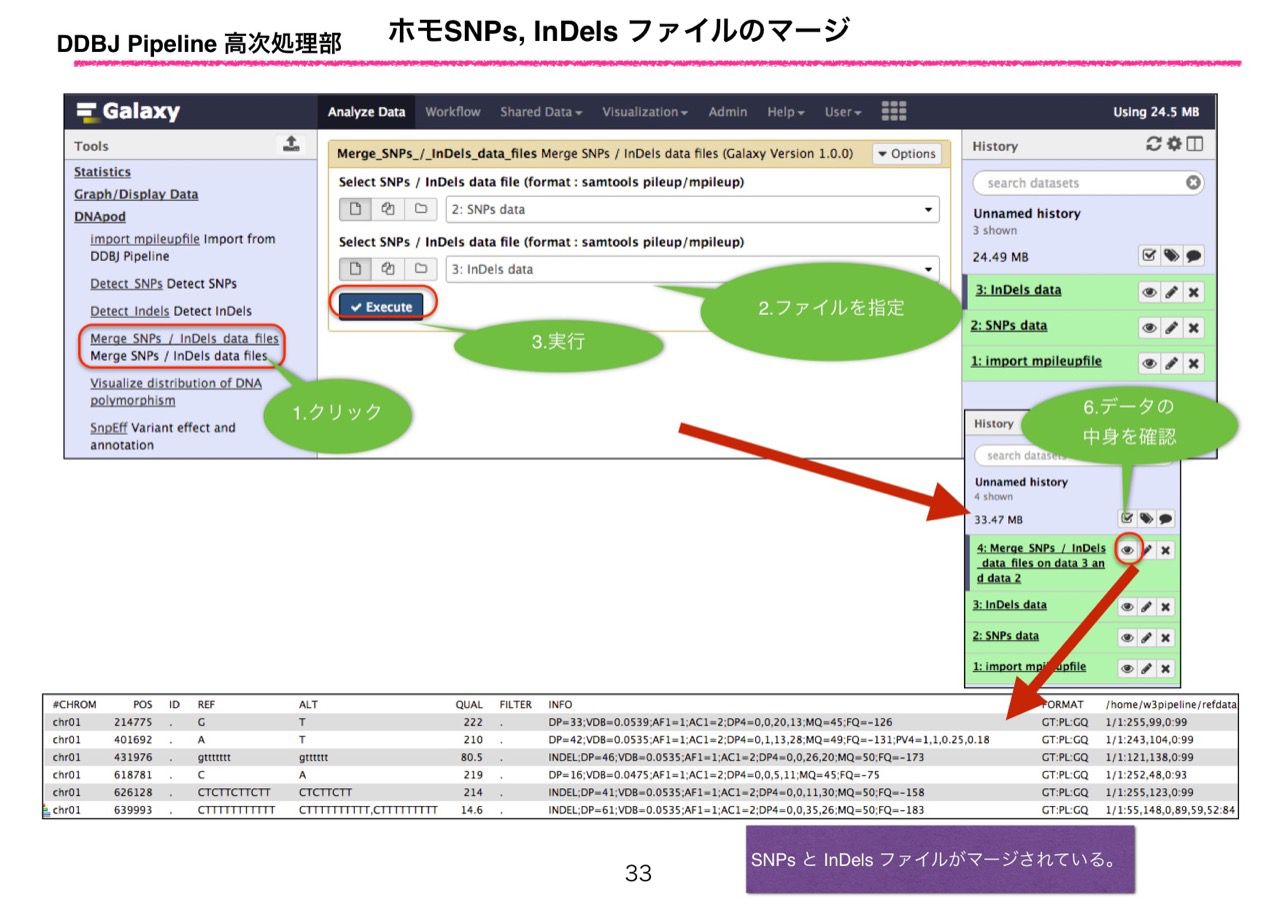 DDBJ Pipeline 高次処理部
ホモSNPs, InDels ファイルのマージ
Galaxy
Analyze Data Workflow Shared Data Visualization Admin Help User
Using 24.5 MB
Tools
Statistics
Graph/Display Data
DNApod
import mpileupfile Import from
DDBJ Pipeline
Detect SNPs Detect SNPs
Detect Indels Detect InDels
Merge SNPs / InDels data files
Merge SNPs / InDels data files
Visualize distribution of DNA
polymorphism
SnpEff Variant effect and
annotation
1.クリック
Merge_SNPs_/_InDels_data_files Merge SNPs / InDels data files (Galaxy Version 1.0.0)
Options
Select SNPs / InDels data file (format : samtools pileup/mpileup)
2: SNPs data
Select SNPs / InDels data file (format : samtools pileup/mpileup)
3: InDels data
Execute
2.ファイルを指定
3.実行
History
search datasets
Unnamed history
3 shown
24.49 MB
3: InDels data
2: SNPs data
1: import mpileupfile
6.データの
中身を確認
History
search datase
Unnamed history
4 shown
33.47 MB
4: Merge SNPs / InDels
_data_files on data 3 an
d data 2
3: InDels data
2: SNPs data
1: import mpileupfile
#CHROM POS ID REF ALT QUAL FILTER INFO FORMAT /home/w3pipeline/refdata
chr01 214775 . G T 222 . DP=33;VDB=0.0539;AF1=1;AC1=2;DP4=0,0,20,13;MQ=45;FQ=-126 GT:PL:GQ 1/1:255,99,0:99
chr01 401692 . A T 210 . DP=42;VDB=0.0535;AF1=1;AC1=2;DP4=0,1,13,28;MQ=49;FQ=-131;PV4=1,1,0.25,0.18 GT:PL:GQ 1/1:243,104,0:99
chr01 431976 . gttttttt gtttttt 80.5 . INDEL;DP=46;VDB=0.0535;AF1=1;AC1=2;DP4=0,0,26,20;MQ=50;FQ=-173 GT:PL:GQ 1/1:121,138,0:99
chr01 618781 . C A 219 . DP=16;VDB=0.0475;AF1=1;AC1=2;DP4=0,0,5,11;MQ=45;FQ=-75 GT:PL:GQ 1/1:252,48,0:93
chr01 626128 . CTCTTCTTCTT CTCTTCTT 214 . INDEL;DP=41;VDB=0.0535;AF1=1;AC1=2;DP4=0,0,11,30;MQ=50;FQ=-158 GT:PL:GQ 1/1:255,123,0:99
chr01 639993 . CTTTTTTTTTTT CTTTTTTTTTT,CTTTTTTTTT 14.6 . INDEL;DP=61;VDB=0.0535;AF1=1;AC1=2;DP4=0,0,35,26;MQ=50;FQ=-183 GT:PL:GQ 1/1:55,148,0,89,59,52:84
SNPs と InDels ファイルがマージされている。
33